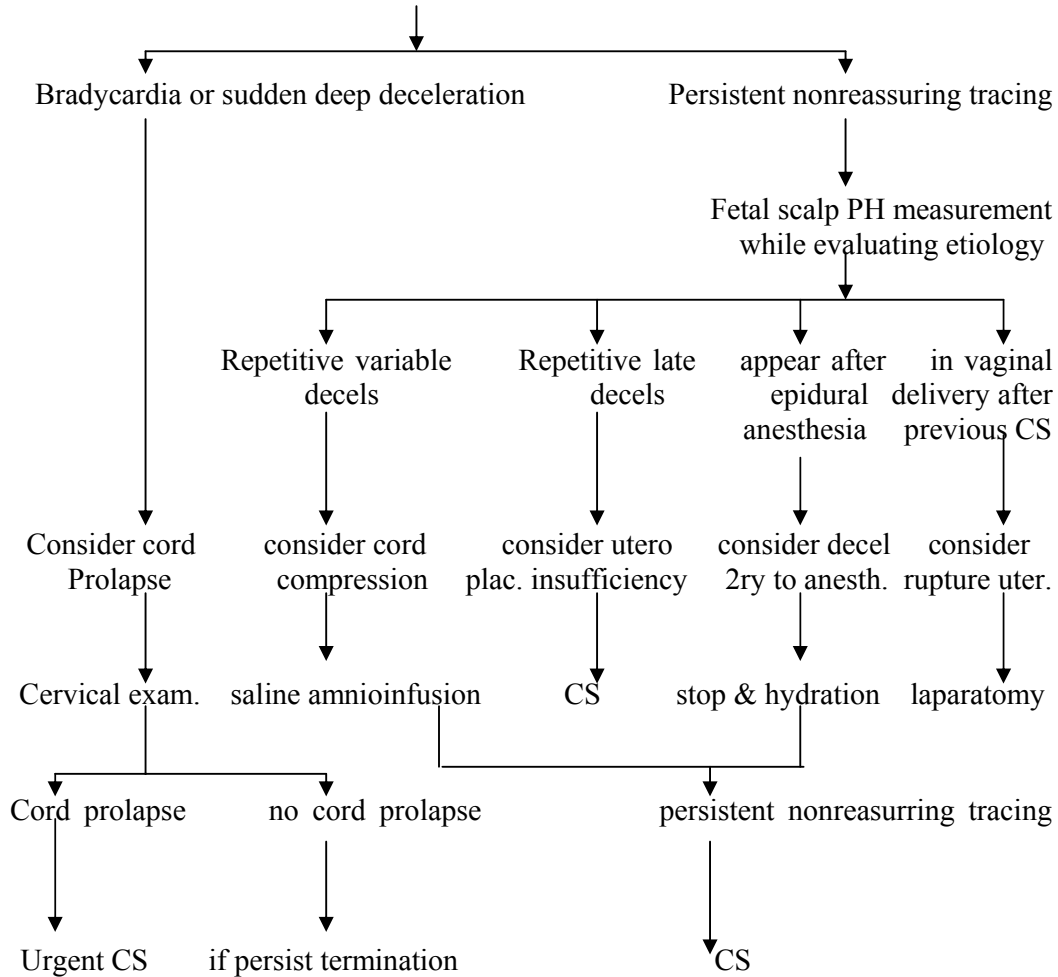 Bradycardia or sudden deep deceleration
Persistent nonreassuring tracing
Fetal scalp PH measurement
while evaluating etiology
Repetitive variable
decels
Repetitive late
decels
appear after
epidural
anesthesia
in vaginal
delivery after
previous CS
Consider cord
Prolapse
consider cord
compression
consider utero
plac. insufficiency
consider decel
2ry to anesth.
consider
rupture uter.
Cervical exam.
saline amnioinfusion
CS
stop & hydration
laparatomy
Cord prolapse
no cord prolapse
persistent nonreasurring tracing
Urgent CS
if persist termination
CS